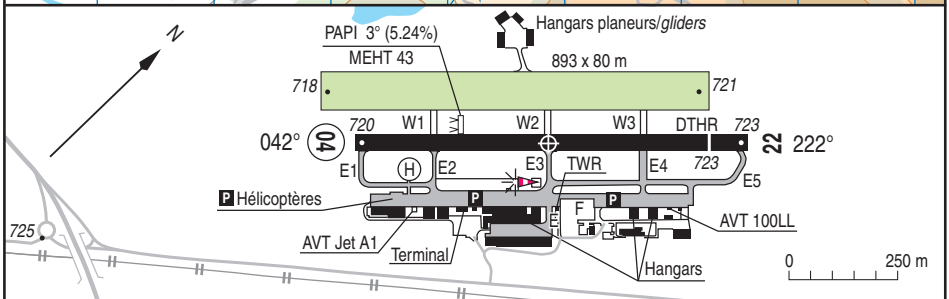 N
Hangars planeurs/gliders
PAPI 3° (5.24%)
MEHT 43
893 x 80 m
718
721
W1
W2
W3
720
DTHR
723
042°
04
22
222°
723
E1
H
E2
E3
TWR
E4
E5
P Hélicoptères
P
P
E
F
725
AVT Jet A1
Terminal
AVT 100LL
Hangars
0
250 m